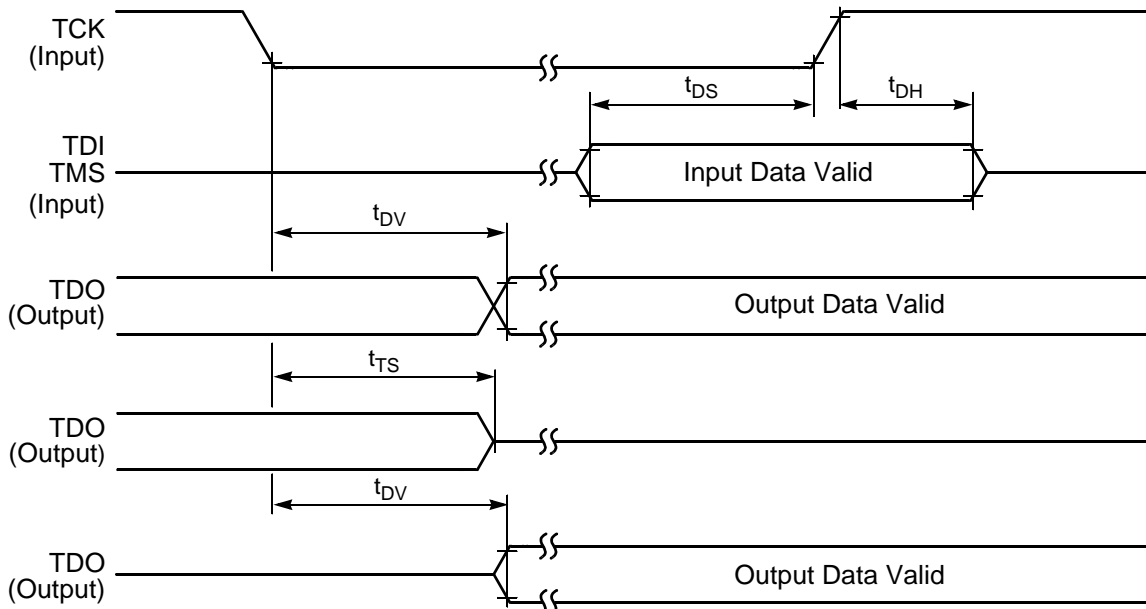 TCK
(Input)
tDS
tDH
TDI
TMS
(Input)
Input Data Valid
tDV
TDO
(Output)
Output Data Valid
tTS
TDO
(Output)
tDV
TDO
(Output)
Output Data Valid